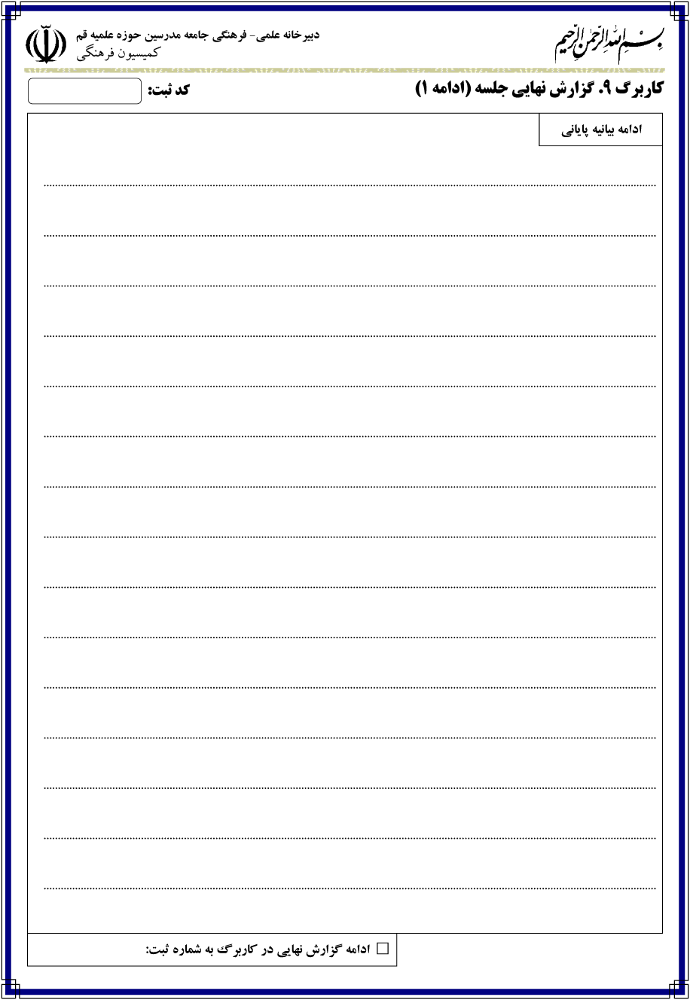 بسم الله الرحمن الرحیم
دبیرخانه علمی- فرهنگی جامعه مدرسین حوزه علمیه قم
کمیسیون فرهنگی
کاربرگ ۹. گزارش نهایی جلسه (ادامه ۱)
کد ثبت:
ادامه بیانیه پایانی
ادامه گزارش نهایی در کاربرگ به شماره ثبت: